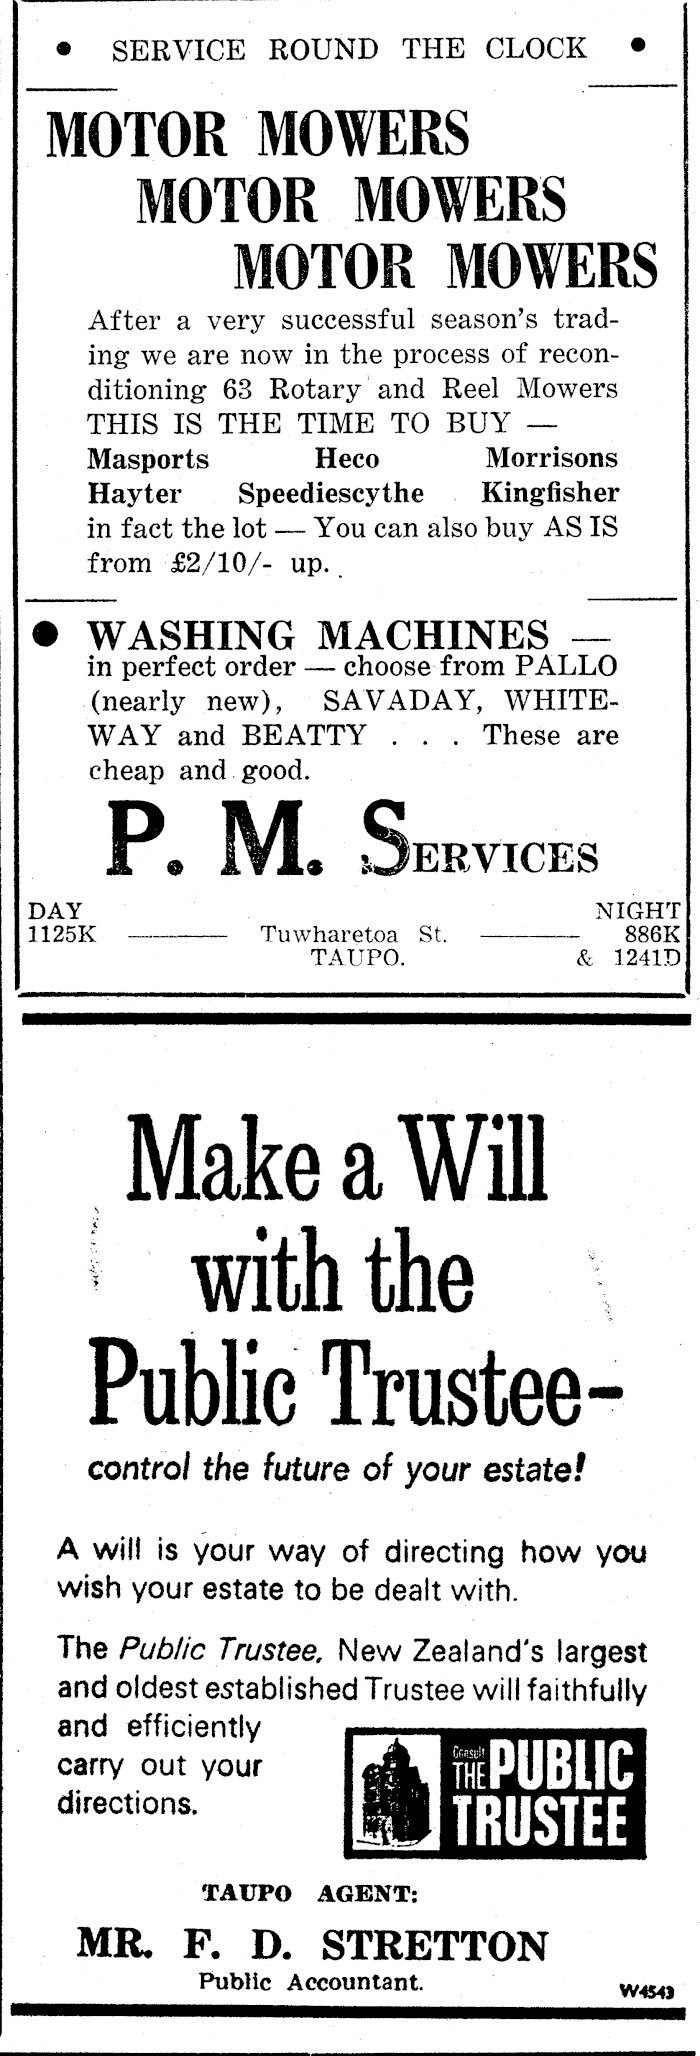 • SERVICE ROUND THE CLOCK •
MOTOR MOWERS
MOTOR MOWERS
MOTOR MOWERS
After a very successful season's trad-
ing we are now in the process of recon-
ditioning 63 Rotary and Reel Mowers
THIS IS THE TIME TO BUY —
Masports Heco Morrisons
Hayter Speediescythe Kingfisher
in fact the lot — You can also buy AS IS
from £2/10/- up.
• WASHING MACHINES —
in perfect order — choose from PALLO
(nearly new), SAVADAY, WHITE-
WAY and BEATTY . . . These are
cheap and good.
P. M. SERVICES
DAY NIGHT
1125K Tuwharetoa St. 886K
TAUPO. & 1241D
Make a Will
with the
Public Trustee-
control the future of your estate!
A will is your way of directing how you
wish your estate to be dealt with.
The Public Trustee, New Zealand's largest
and oldest established Trustee will faithfully
and efficiently
carry out your
directions.
Consult
THE PUBLIC
TRUSTEE
TAUPO AGENT:
MR. F. D. STRETTON
Public Accountant.
W4543